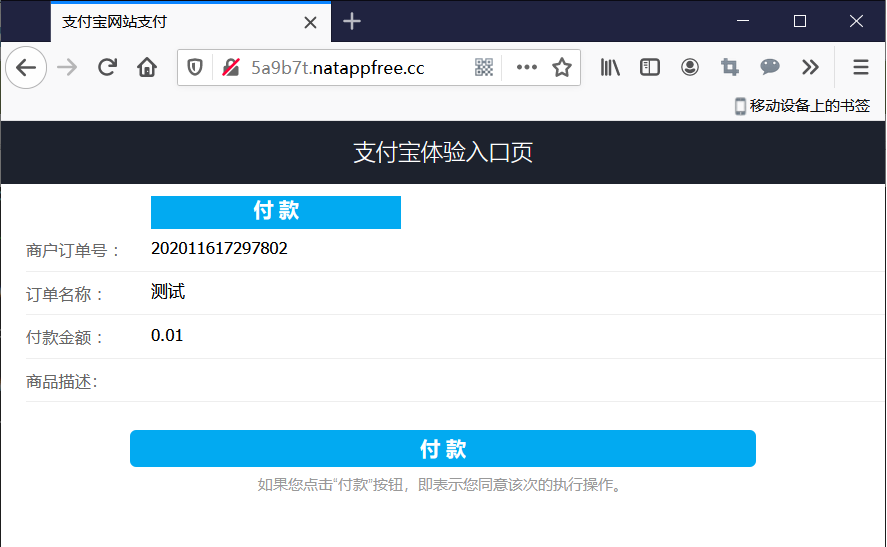 支付宝网站支付
5a9b7t.natappfree.cc
移动设备上的书签
支付宝体验入口页
付 款
商户订单号： 202011617297802
订单名称： 测试
付款金额： 0.01
商品描述：
付 款
如果您点击“付款”按钮，即表示您同意该次的执行操作。